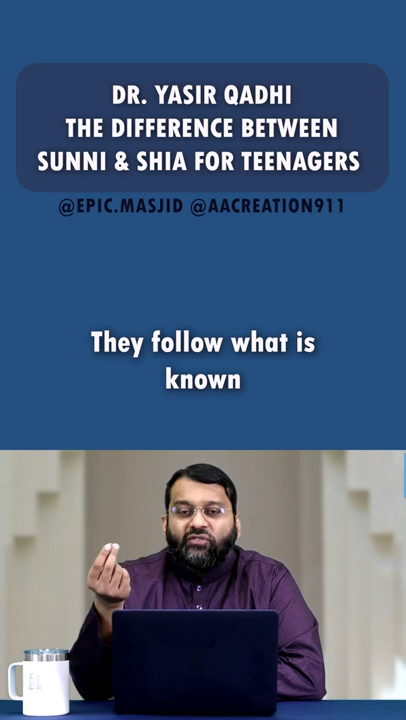 DR. YASIR QADHI
THE DIFFERENCE BETWEEN
SUNNI & SHIA FOR TEENAGERS
@EPIC.MASJID @AACREATION911
They follow what is
known